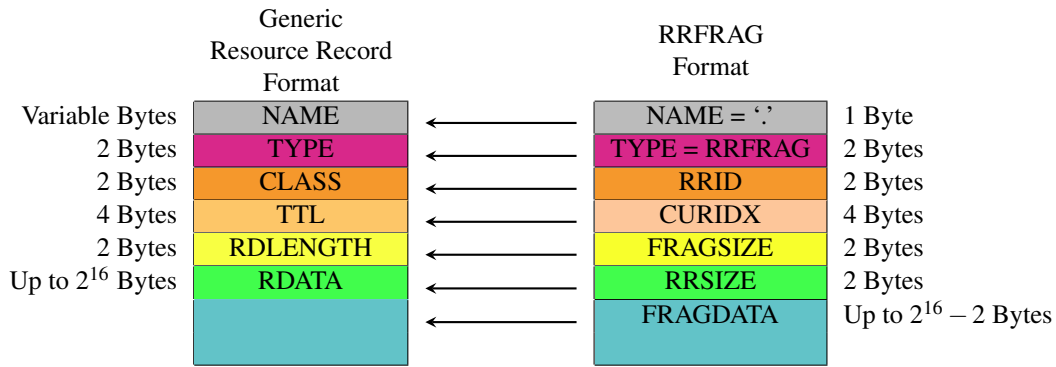 Generic
Resource Record
Format
RRFRAG
Format
Variable Bytes NAME NAME = ‘.’ 1 Byte
2 Bytes TYPE TYPE = RRFRAG 2 Bytes
2 Bytes CLASS RRID 2 Bytes
4 Bytes TTL CURIDX 4 Bytes
2 Bytes RDLENGTH FRAGSIZE 2 Bytes
Up to 2^16 Bytes RDATA RRSIZE 2 Bytes
FRAGDATA Up to 2^16 − 2 Bytes